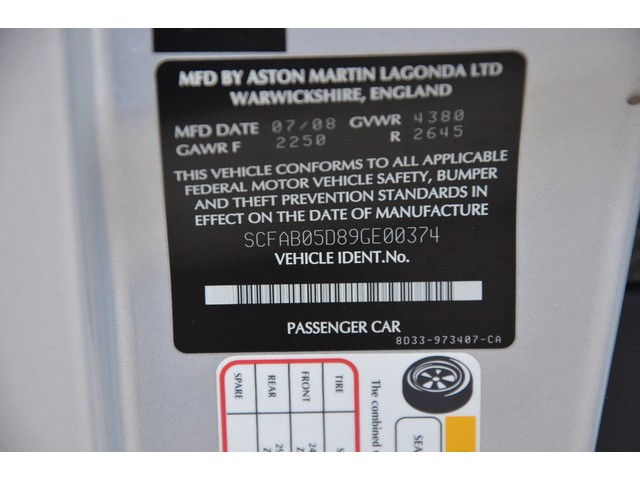 MFD BY ASTON MARTIN LAGONDA LTD
WARWICKSHIRE, ENGLAND
MFD DATE 07/08 GVWR 4380
GAWR F 2250 R 2645
THIS VEHICLE CONFORMS TO ALL APPLICABLE
FEDERAL MOTOR VEHICLE SAFETY, BUMPER
AND THEFT PREVENTION STANDARDS IN
EFFECT ON THE DATE OF MANUFACTURE
SCFAB05D89GE00374
VEHICLE IDENT.No.
PASSENGER CAR
8D33-973407-CA
TIRE
FRONT
REAR
SPARE
The combined